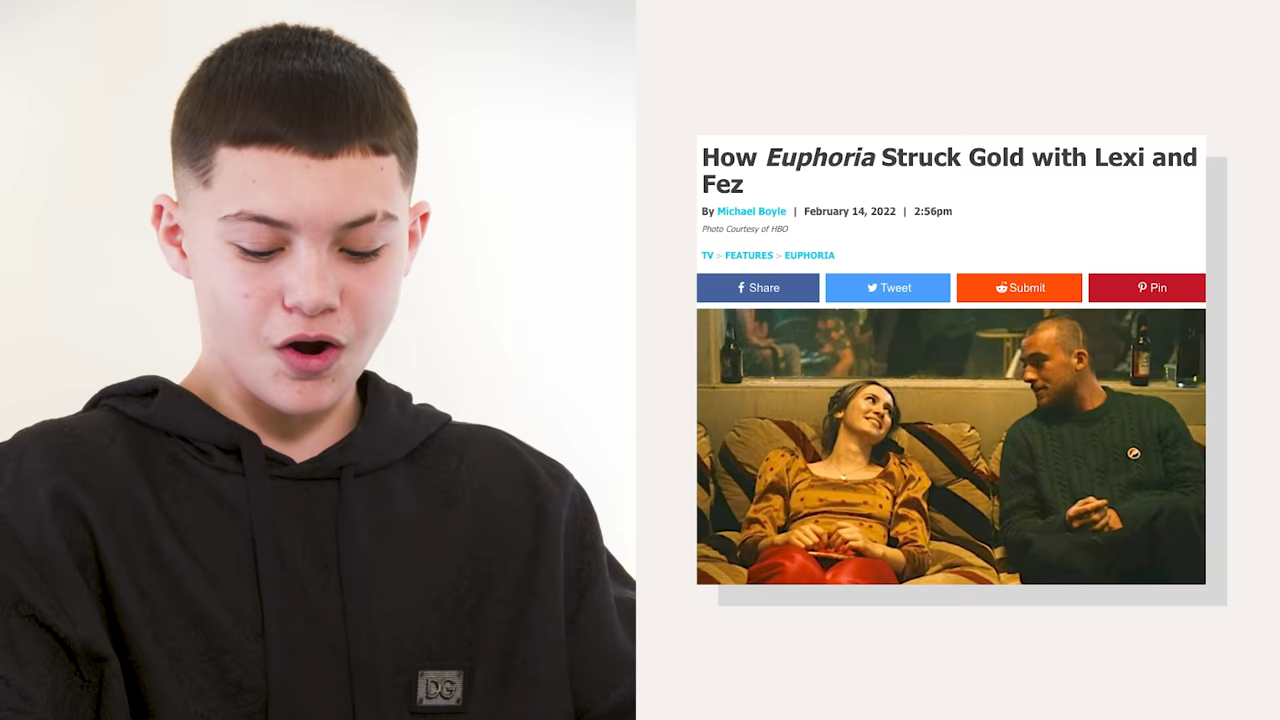 How Euphoria Struck Gold with Lexi and
Fez
By Michael Boyle | February 14, 2022 | 2:56pm
Photo Courtesy of HBO
TV > FEATURES > EUPHORIA
Share
Tweet
Submit
Pin
DG